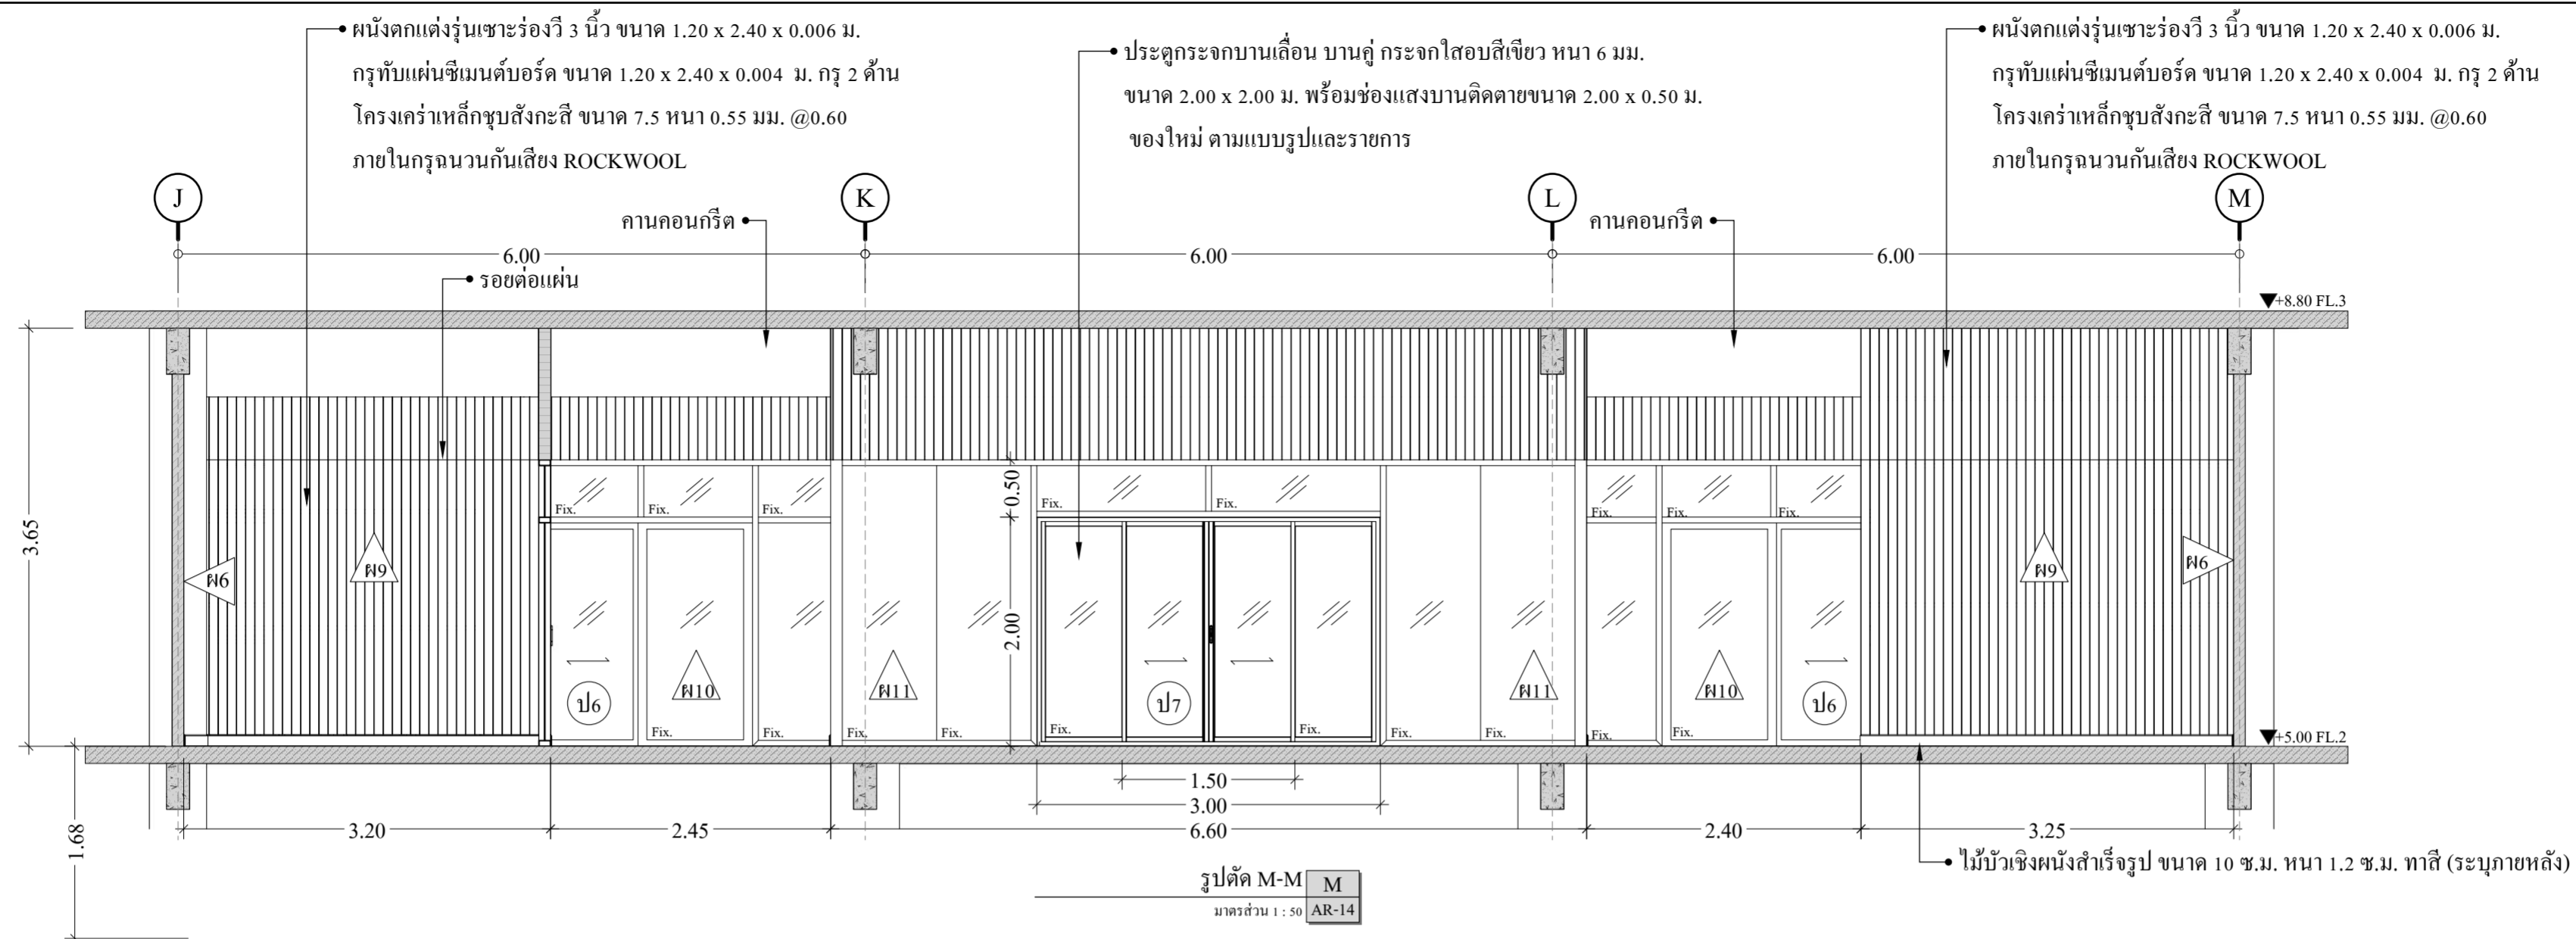 ผนังตกแต่งรุ่นเซาะร่องวี 3 นิ้ว ขนาด 1.20 x 2.40 x 0.006 ม.
กรุทับแผ่นซีเมนต์บอร์ด ขนาด 1.20 x 2.40 x 0.004 ม. กรุ 2 ด้าน
โครงเคร่าเหล็กชุบสังกะสี ขนาด 7.5 หนา 0.55 มม. @0.60
ภายในกรุฉนวนกันเสียง ROCKWOOL
ประตูกระจกบานเลื่อน บานคู่ กระจกใสอบสีเขียว หนา 6 มม.
ขนาด 2.00 x 2.00 ม. พร้อมช่องแสงบานติดตายขนาด 2.00 x 0.50 ม.
ของใหม่ ตามแบบรูปและรายการ
ผนังตกแต่งรุ่นเซาะร่องวี 3 นิ้ว ขนาด 1.20 x 2.40 x 0.006 ม.
กรุทับแผ่นซีเมนต์บอร์ด ขนาด 1.20 x 2.40 x 0.004 ม. กรุ 2 ด้าน
โครงเคร่าเหล็กชุบสังกะสี ขนาด 7.5 หนา 0.55 มม. @0.60
ภายในกรุฉนวนกันเสียง ROCKWOOL
J K L M
คานคอนกรีต คานคอนกรีต
6.00 6.00 6.00
รอยต่อแผ่น
+8.80 FL.3
3.65
0.50
Fix. Fix. Fix. Fix. Fix. Fix. Fix. Fix.
ผ6 ผ9 ผ9 ผ6
2.00
ป6 ผ10 ผ11 ป7 ผ11 ผ10 ป6
Fix. Fix. Fix. Fix. Fix. Fix. Fix. Fix. Fix. Fix.
+5.00 FL.2
1.50
3.00
1.68
3.20 2.45 6.60 2.40 3.25
ไม้บัวเชิงผนังสำเร็จรูป ขนาด 10 ซ.ม. หนา 1.2 ซ.ม. ทาสี (ระบุภายหลัง)
รูปตัด M-M M
มาตรส่วน 1 : 50 AR-14